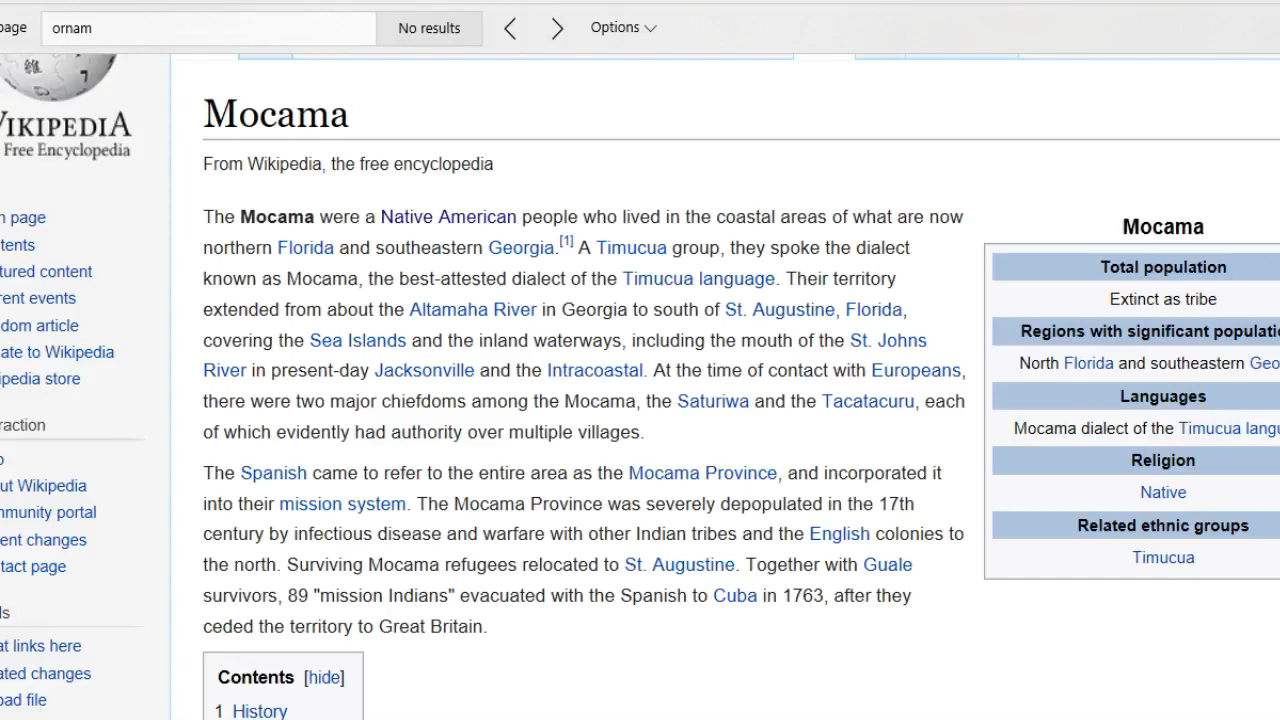 page ornam No results Options
維
WIKIPEDIA
Free Encyclopedia
Mocama
From Wikipedia, the free encyclopedia
The Mocama were a Native American people who lived in the coastal areas of what are now
northern Florida and southeastern Georgia.[1] A Timucua group, they spoke the dialect
known as Mocama, the best-attested dialect of the Timucua language. Their territory
extended from about the Altamaha River in Georgia to south of St. Augustine, Florida,
covering the Sea Islands and the inland waterways, including the mouth of the St. Johns
River in present-day Jacksonville and the Intracoastal. At the time of contact with Europeans,
there were two major chiefdoms among the Mocama, the Saturiwa and the Tacatacuru, each
of which evidently had authority over multiple villages.
The Spanish came to refer to the entire area as the Mocama Province, and incorporated it
into their mission system. The Mocama Province was severely depopulated in the 17th
century by infectious disease and warfare with other Indian tribes and the English colonies to
the north. Surviving Mocama refugees relocated to St. Augustine. Together with Guale
survivors, 89 "mission Indians" evacuated with the Spanish to Cuba in 1763, after they
ceded the territory to Great Britain.
Contents [hide]
1 History
Mocama
Total population
Extinct as tribe
Regions with significant populatio
North Florida and southeastern Geo
Languages
Mocama dialect of the Timucua langu
Religion
Native
Related ethnic groups
Timucua
n page
tents
tured content
rent events
dom article
ate to Wikipedia
ipedia store
raction
p
ut Wikipedia
mmunity portal
ent changes
tact page
ls
at links here
ated changes
oad file